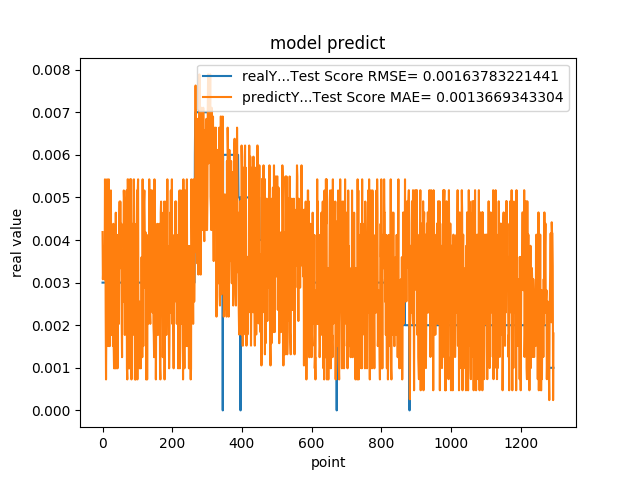 model predict
realY...Test Score RMSE= 0.00163783221441
predictY...Test Score MAE= 0.0013669343304
0.008
0.007
0.006
0.005
0.004
0.003
0.002
0.001
0.000
real value
0 200 400 600 800 1000 1200
point